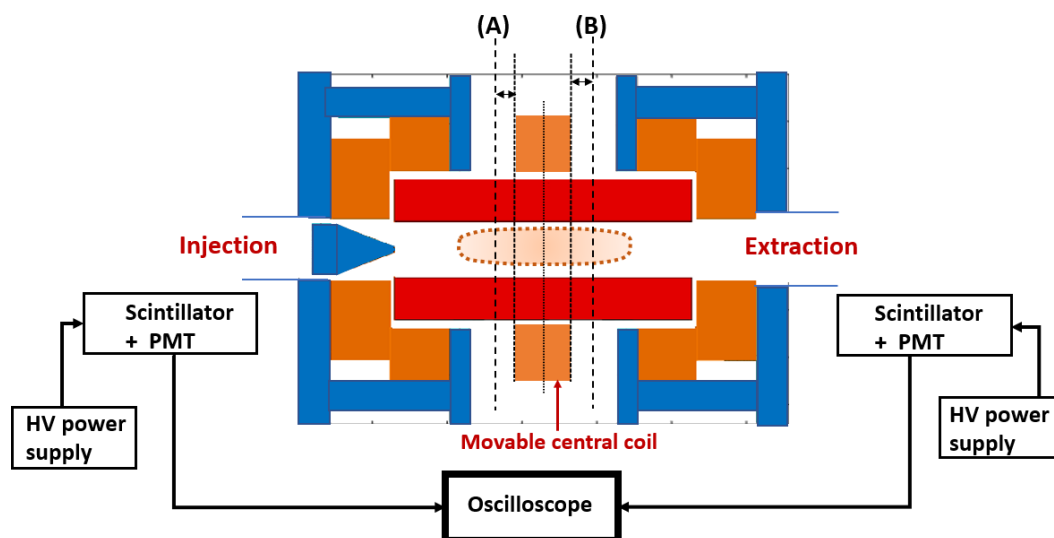 (A)
(B)
Injection
Extraction
Scintillator
+ PMT
Scintillator
+ PMT
HV power
supply
HV power
supply
Movable central coil
Oscilloscope